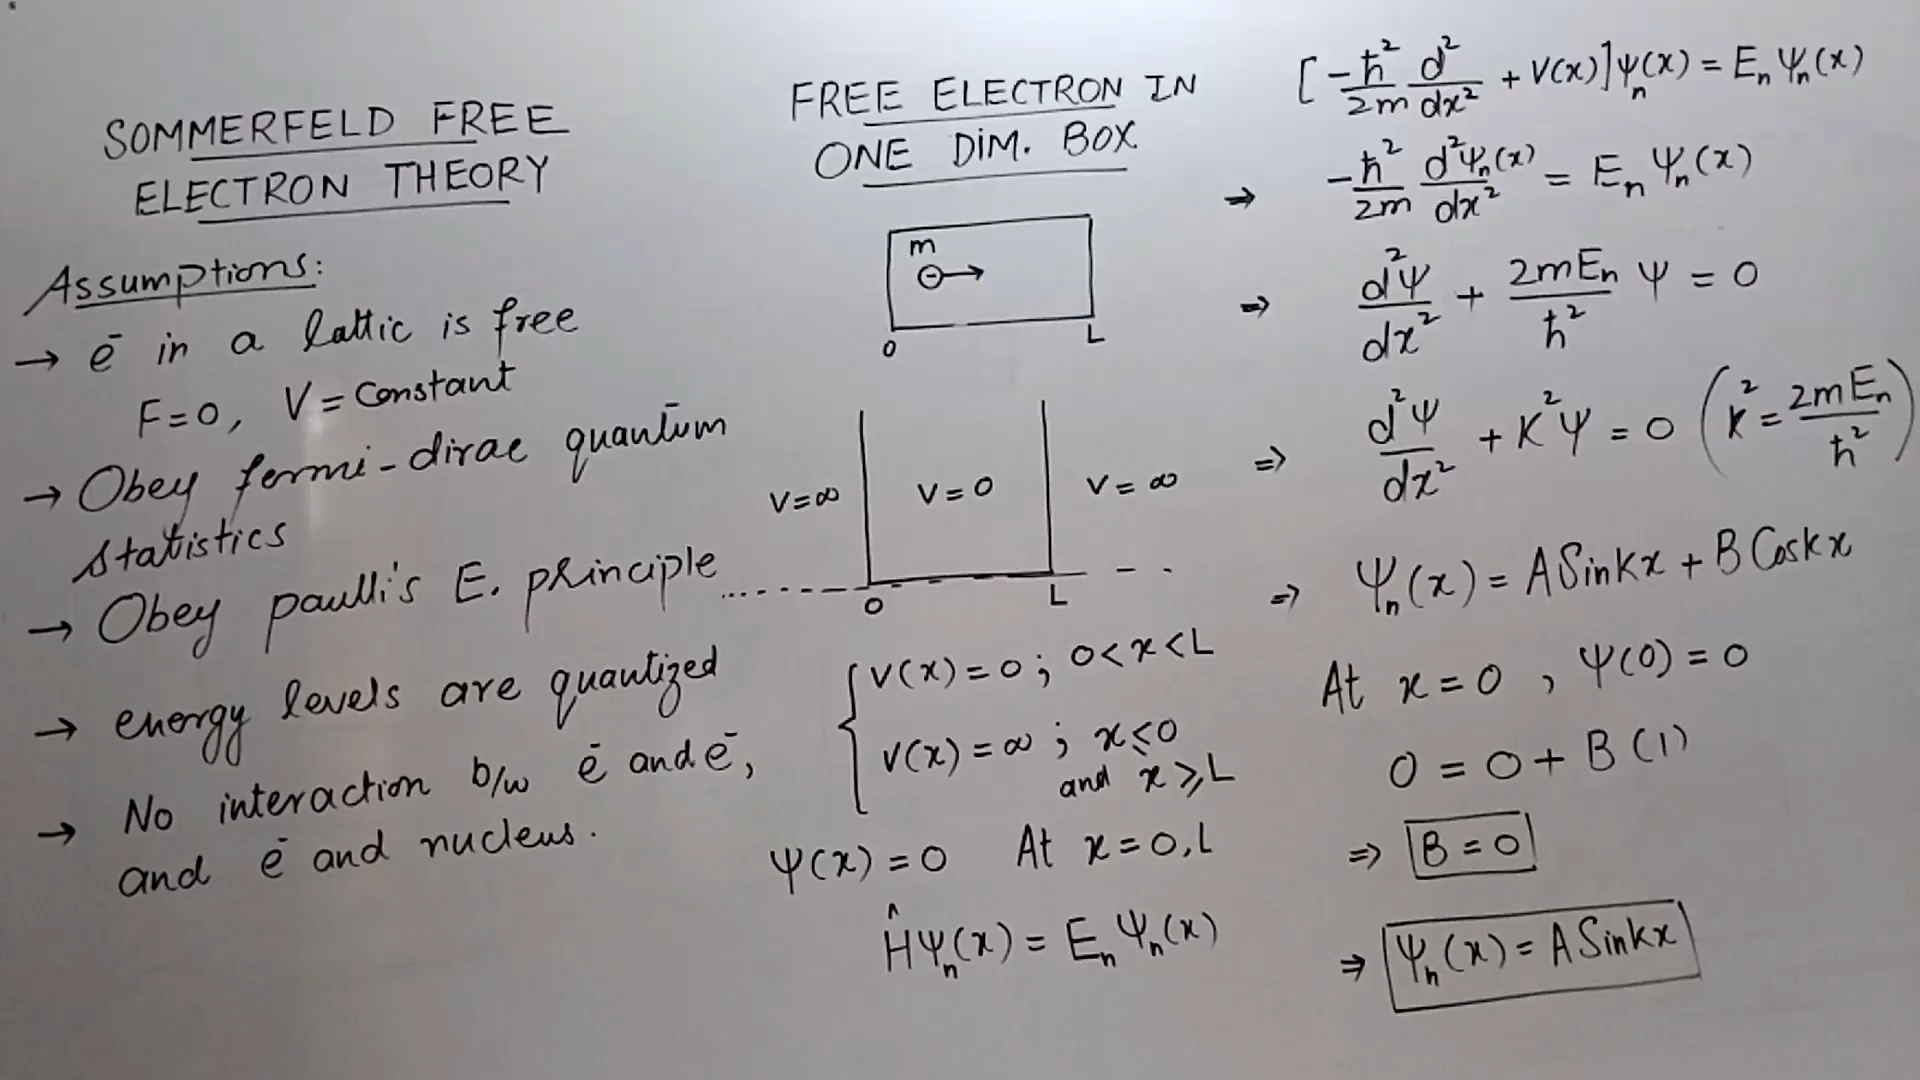 SOMMERFELD FREE
ELECTRON THEORY
Assumptions:
→ ē in a lattic is free
F=0, V = Constant
→ Obey fermi-dirac quantum
statistics
→ Obey paulli's E. principle
→ energy levels are quantized
→ No interaction b/w ē and ē,
and ē and nucleus.
FREE ELECTRON IN
ONE DIM. BOX
m
⊖→
0 L
V=∞ V=0 V=∞
0 L
{ V(x) = 0 ; 0<x<L
V(x) = ∞ ; x≤0
and x≥L
Ψ(x) = 0 At x=0,L
ĤΨₙ(x) = Eₙ Ψₙ(x)
[-ħ²/2m d²/dx² + V(x)]Ψₙ(x) = Eₙ Ψₙ(x)
⇒ -ħ²/2m d²Ψₙ(x)/dx² = Eₙ Ψₙ(x)
⇒ d²Ψ/dx² + 2mEₙ/ħ² Ψ = 0
⇒ d²Ψ/dx² + K²Ψ = 0 (K² = 2mEₙ/ħ²)
⇒ Ψₙ(x) = A Sinkx + B Coskx
At x=0 , Ψ(0) = 0
0 = 0 + B(1)
⇒ B = 0
⇒ Ψₙ(x) = A Sinkx